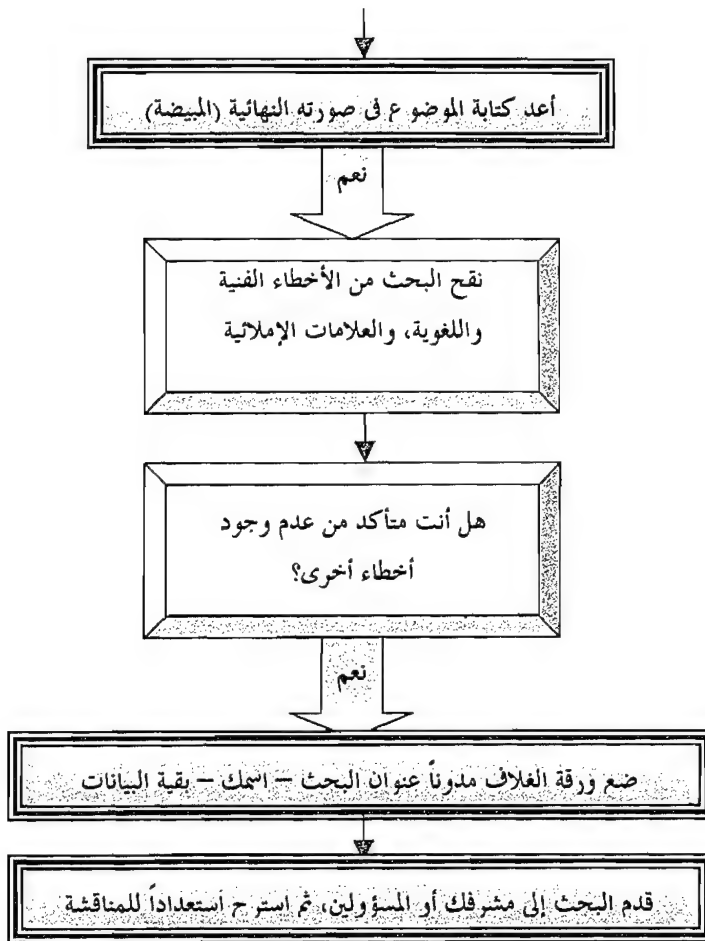 أعد كتابة الموضوع فى صورته النهائية (المبيضة)
نعم
نقح البحث من الأخطاء الفنية
واللغوية، والعلامات الإملائية
هل أنت متأكد من عدم وجود
أخطاء أخرى؟
نعم
ضع ورقة الغلاف مدوناً عنوان البحث – اسمك – بقية البيانات
قدم البحث إلى مشرفك أو المسؤولين، ثم استرح استعداداً للمناقشة